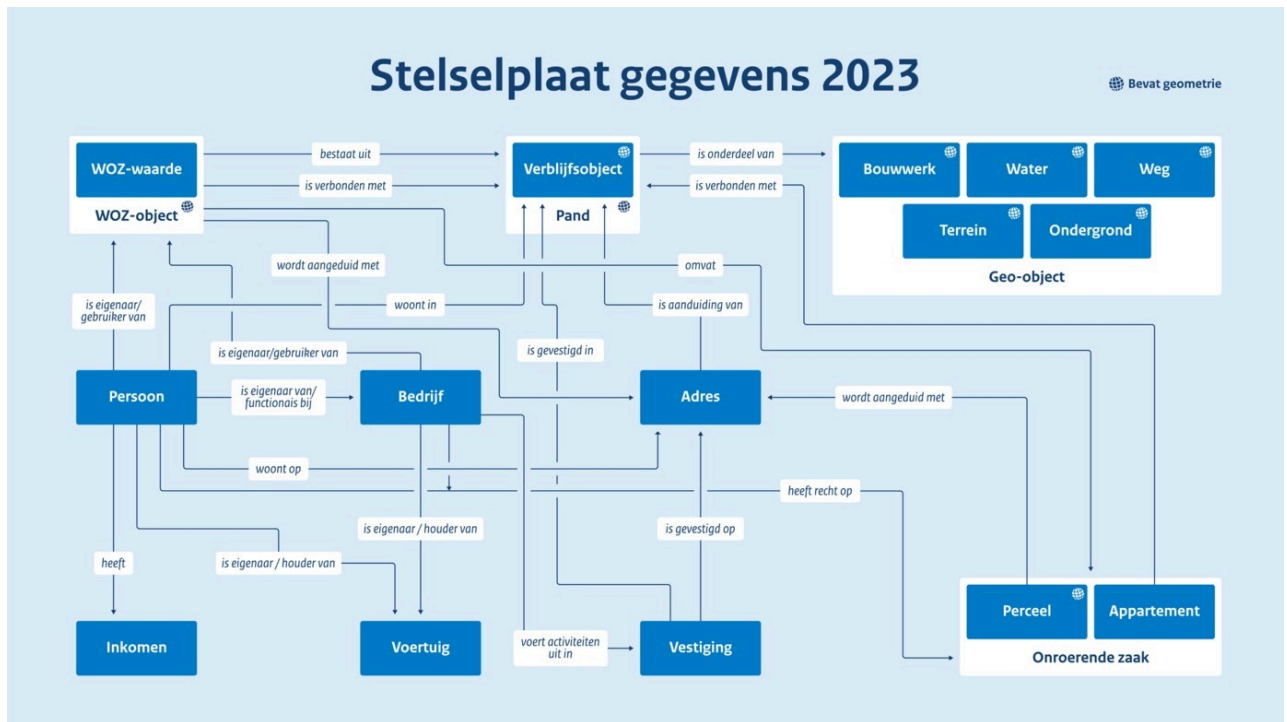 Stelselplaat gegevens 2023
Bevat geometrie
WOZ-waarde
WOZ-object
bestaat uit
is verbonden met
Verblijfsobject
Pand
is onderdeel van
is verbonden met
Bouwwerk
Water
Weg
Terrein
Ondergrond
Geo-object
wordt aangeduid met
omvat
is eigenaar/
gebruiker van
woont in
is aanduiding van
is eigenaar/gebruiker van
is gevestigd in
Persoon
is eigenaar van/
functionais bij
Bedrijf
Adres
wordt aangeduid met
woont op
heeft recht op
is eigenaar / houder van
is gevestigd op
heeft
is eigenaar / houder van
Perceel
Appartement
Onroerende zaak
Inkomen
Voertuig
voert activiteiten
uit in
Vestiging